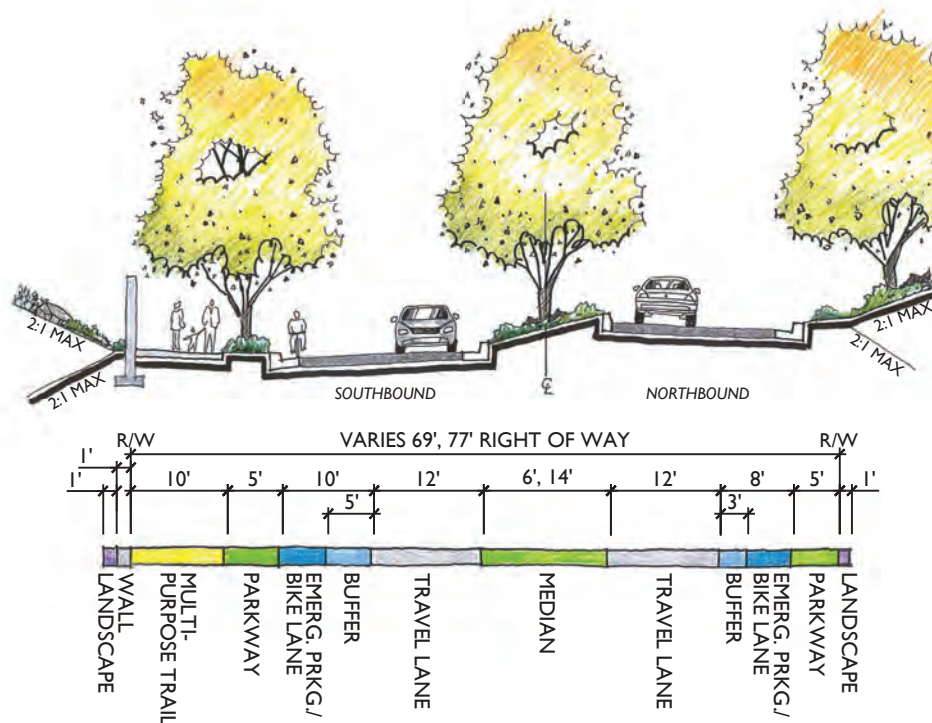 2:1 MAX
2:1 MAX
2:1 MAX
2:1 MAX
SOUTHBOUND
℄
NORTHBOUND
R/W
VARIES 69', 77' RIGHT OF WAY
R/W
1'
1'
10'
5'
10'
12'
6', 14'
12'
8'
5'
1'
5'
3'
LANDSCAPE
WALL
MULTI-
PURPOSE TRAIL
PARKWAY
EMERG. PRKG./
BIKE LANE
BUFFER
TRAVEL LANE
MEDIAN
TRAVEL LANE
BUFFER
EMERG. PRKG./
BIKE LANE
PARKWAY
LANDSCAPE